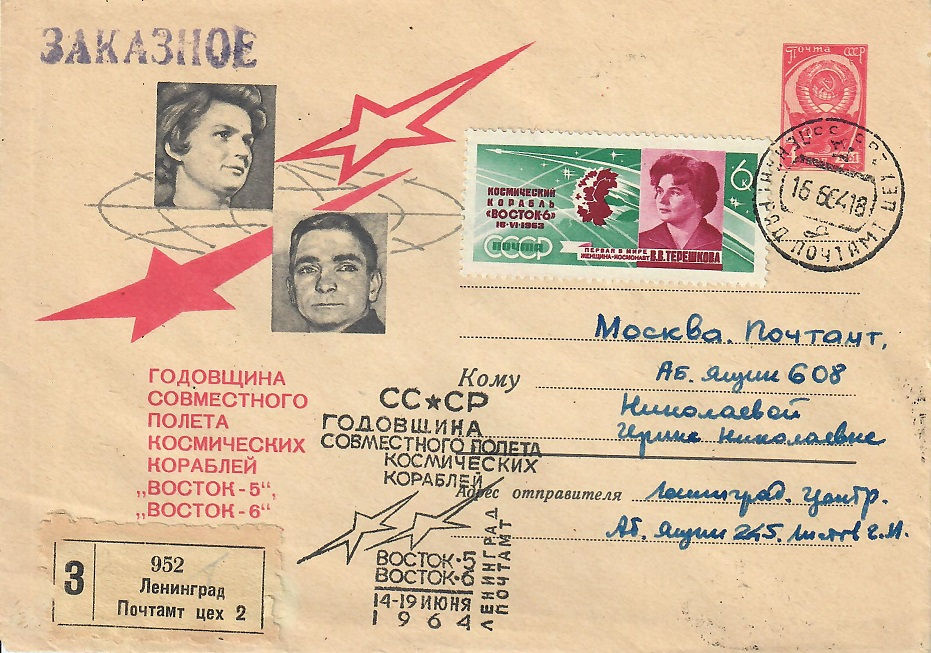 ЗАКАЗНОЕ
Почта СССР
КОСМИЧЕСКИЙ
КОРАБЛЬ
«ВОСТОК-6»
16·VI·1963
6к
ПОЧТА
СССР
ПЕРВАЯ В МИРЕ
ЖЕНЩИНА-КОСМОНАВТ В.В.ТЕРЕШКОВА
16 6 64 18
ПОЧТАМТ
Москва. Почтамт,
Кому
аб. ящик 608
Николаевой
Николаевне
ГОДОВЩИНА
СОВМЕСТНОГО
ПОЛЕТА
КОСМИЧЕСКИХ
КОРАБЛЕЙ
„ВОСТОК-5“,
„ВОСТОК-6“
СС★СР
ГОДОВЩИНА
СОВМЕСТНОГО ПОЛЕТА
КОСМИЧЕСКИХ
КОРАБЛЕЙ
ВОСТОК·5
ВОСТОК·6
14-19 ИЮНЯ
1964
ЛЕНИНГРАД
ПОЧТАМТ
Адрес отправителя
Ленинград. Центр.
Аб. ящик 245.
З
952
Ленинград
Почтамт цех 2